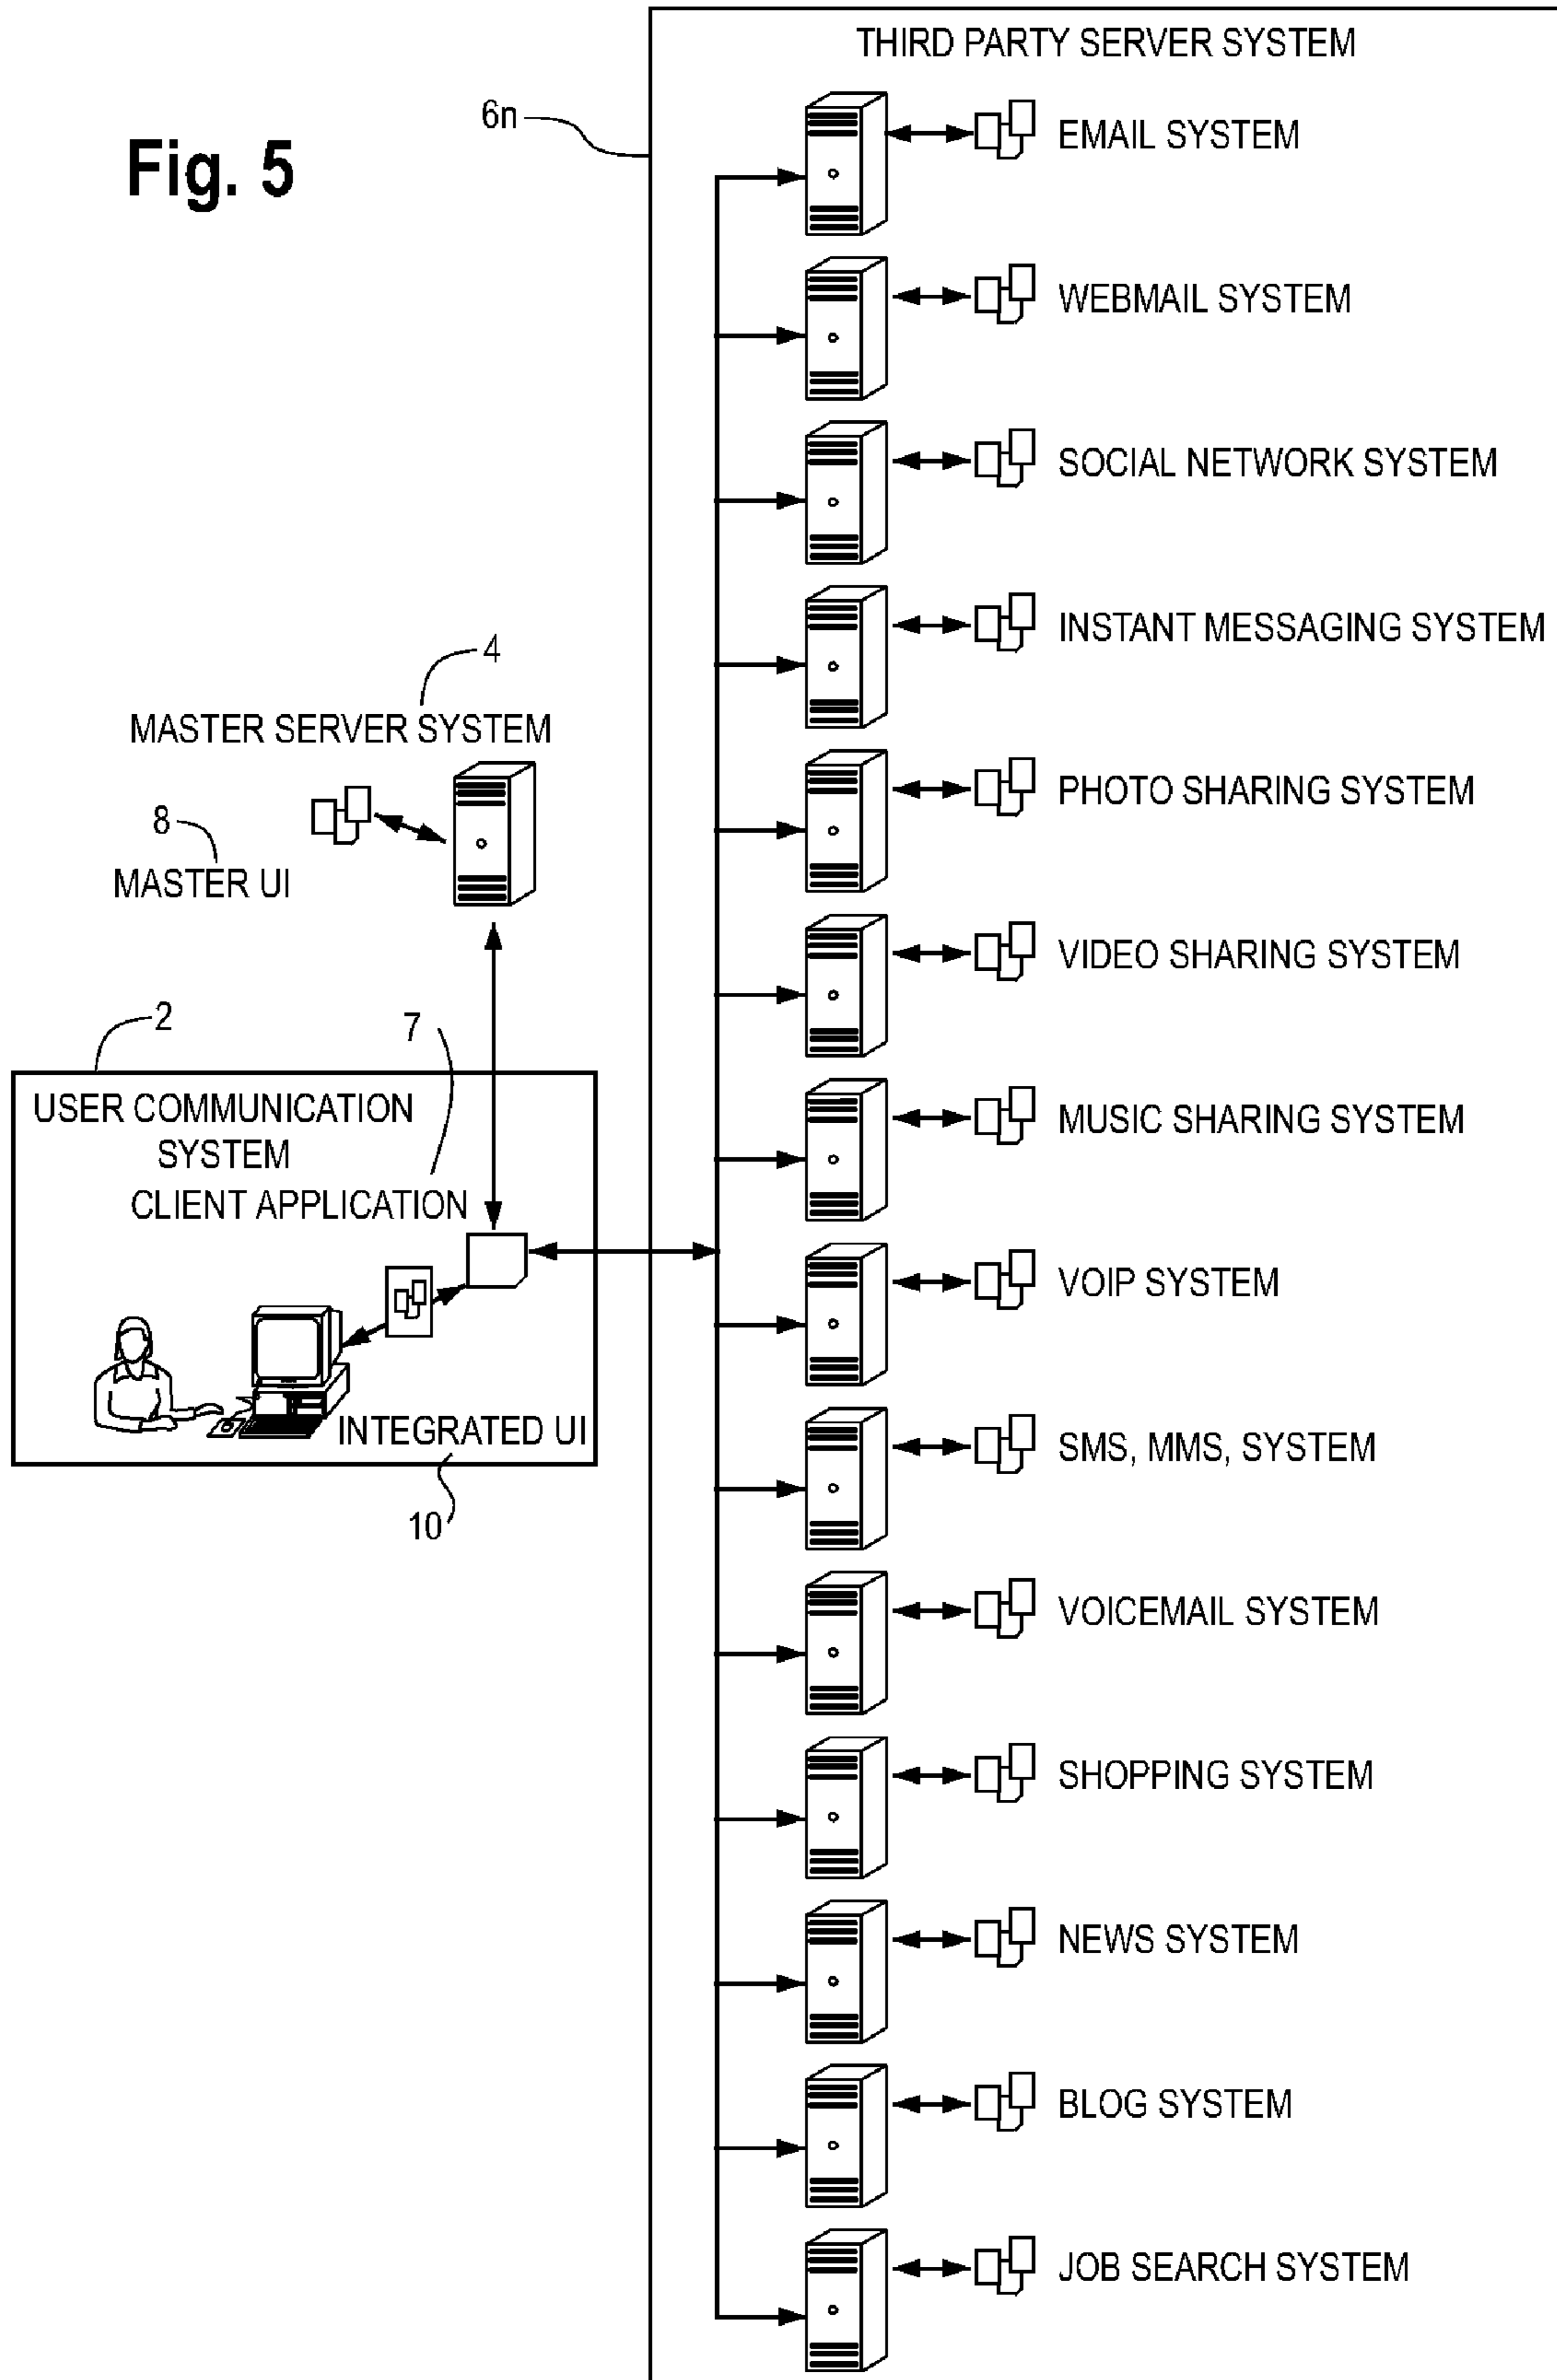 Fig. 5
6n
THIRD PARTY SERVER SYSTEM
EMAIL SYSTEM
WEBMAIL SYSTEM
SOCIAL NETWORK SYSTEM
INSTANT MESSAGING SYSTEM
PHOTO SHARING SYSTEM
VIDEO SHARING SYSTEM
MUSIC SHARING SYSTEM
VOIP SYSTEM
SMS, MMS, SYSTEM
VOICEMAIL SYSTEM
SHOPPING SYSTEM
NEWS SYSTEM
BLOG SYSTEM
JOB SEARCH SYSTEM
4
MASTER SERVER SYSTEM
8
MASTER UI
2
7
USER COMMUNICATION
SYSTEM
CLIENT APPLICATION
INTEGRATED UI
10